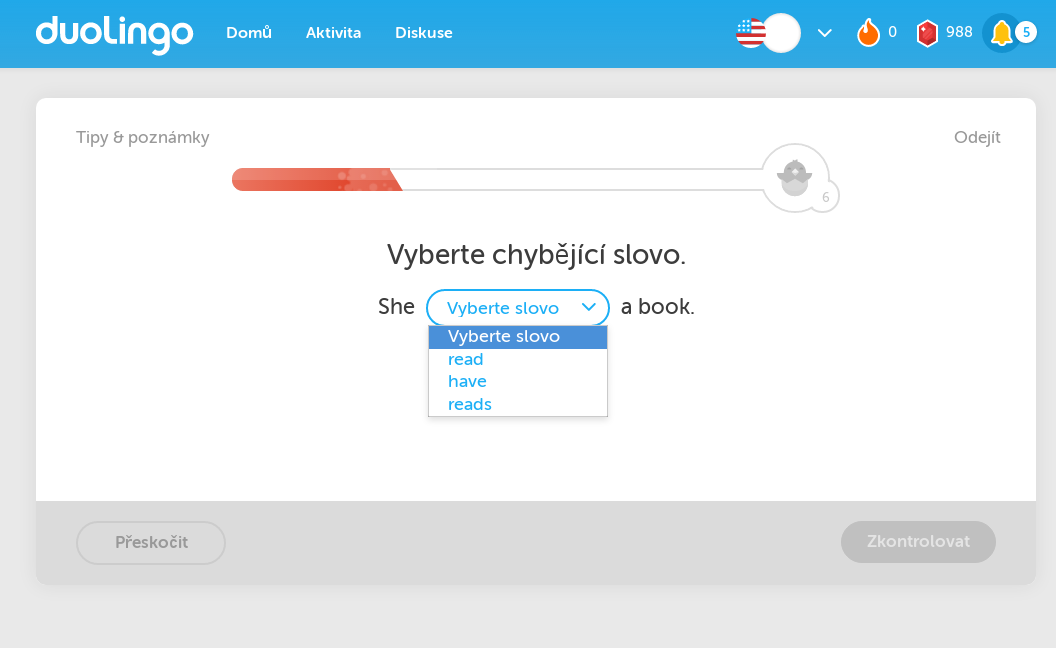 duolingo Domů Aktivita Diskuse 0 988 5
Tipy & poznámky Odejít
6
Vyberte chybějící slovo.
She Vyberte slovo a book.
Vyberte slovo
read
have
reads
Přeskočit Zkontrolovat